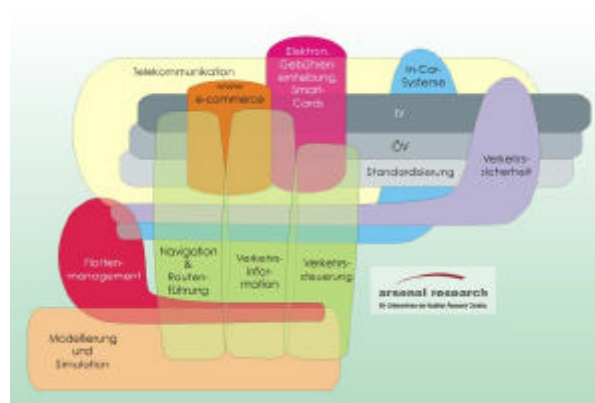 Elektron.
Gebühren-
einhebung,
Smart-
Cards
Telekommunikation
www
e-commerce
In-Car-
Systeme
IV
ÖV
Standardisierung
Verkehrs-
sicherheit
Flotten-
management
Navigation
&
Routen-
führung
Verkehrs-
infor
mation
Verkehrs-
steuerung
arsenal research
Modellierung
und
Simulation